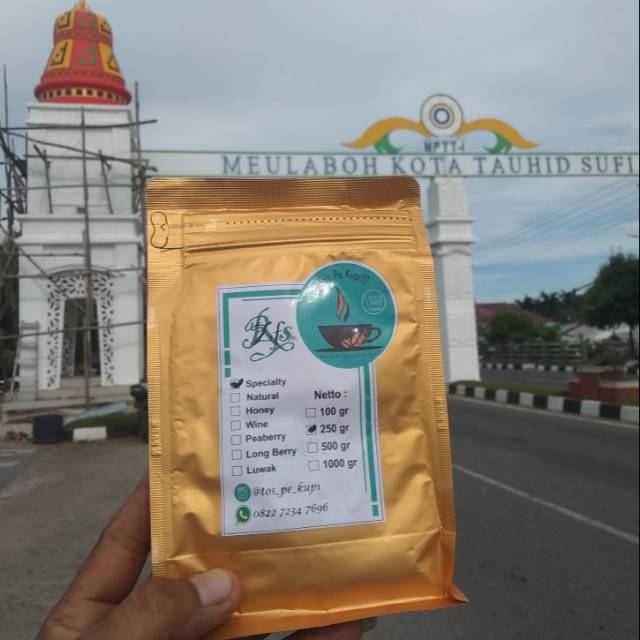 MPTT-I
MEULABOH KOTA TAUHID SUFI
Tos Pe Kupi!!!
Specialty
Natural
Honey
Wine
Peaberry
Long Berry
Luwak
Netto :
100 gr
250 gr
500 gr
1000 gr
@tos_pe_kupi
0822 7234 7696